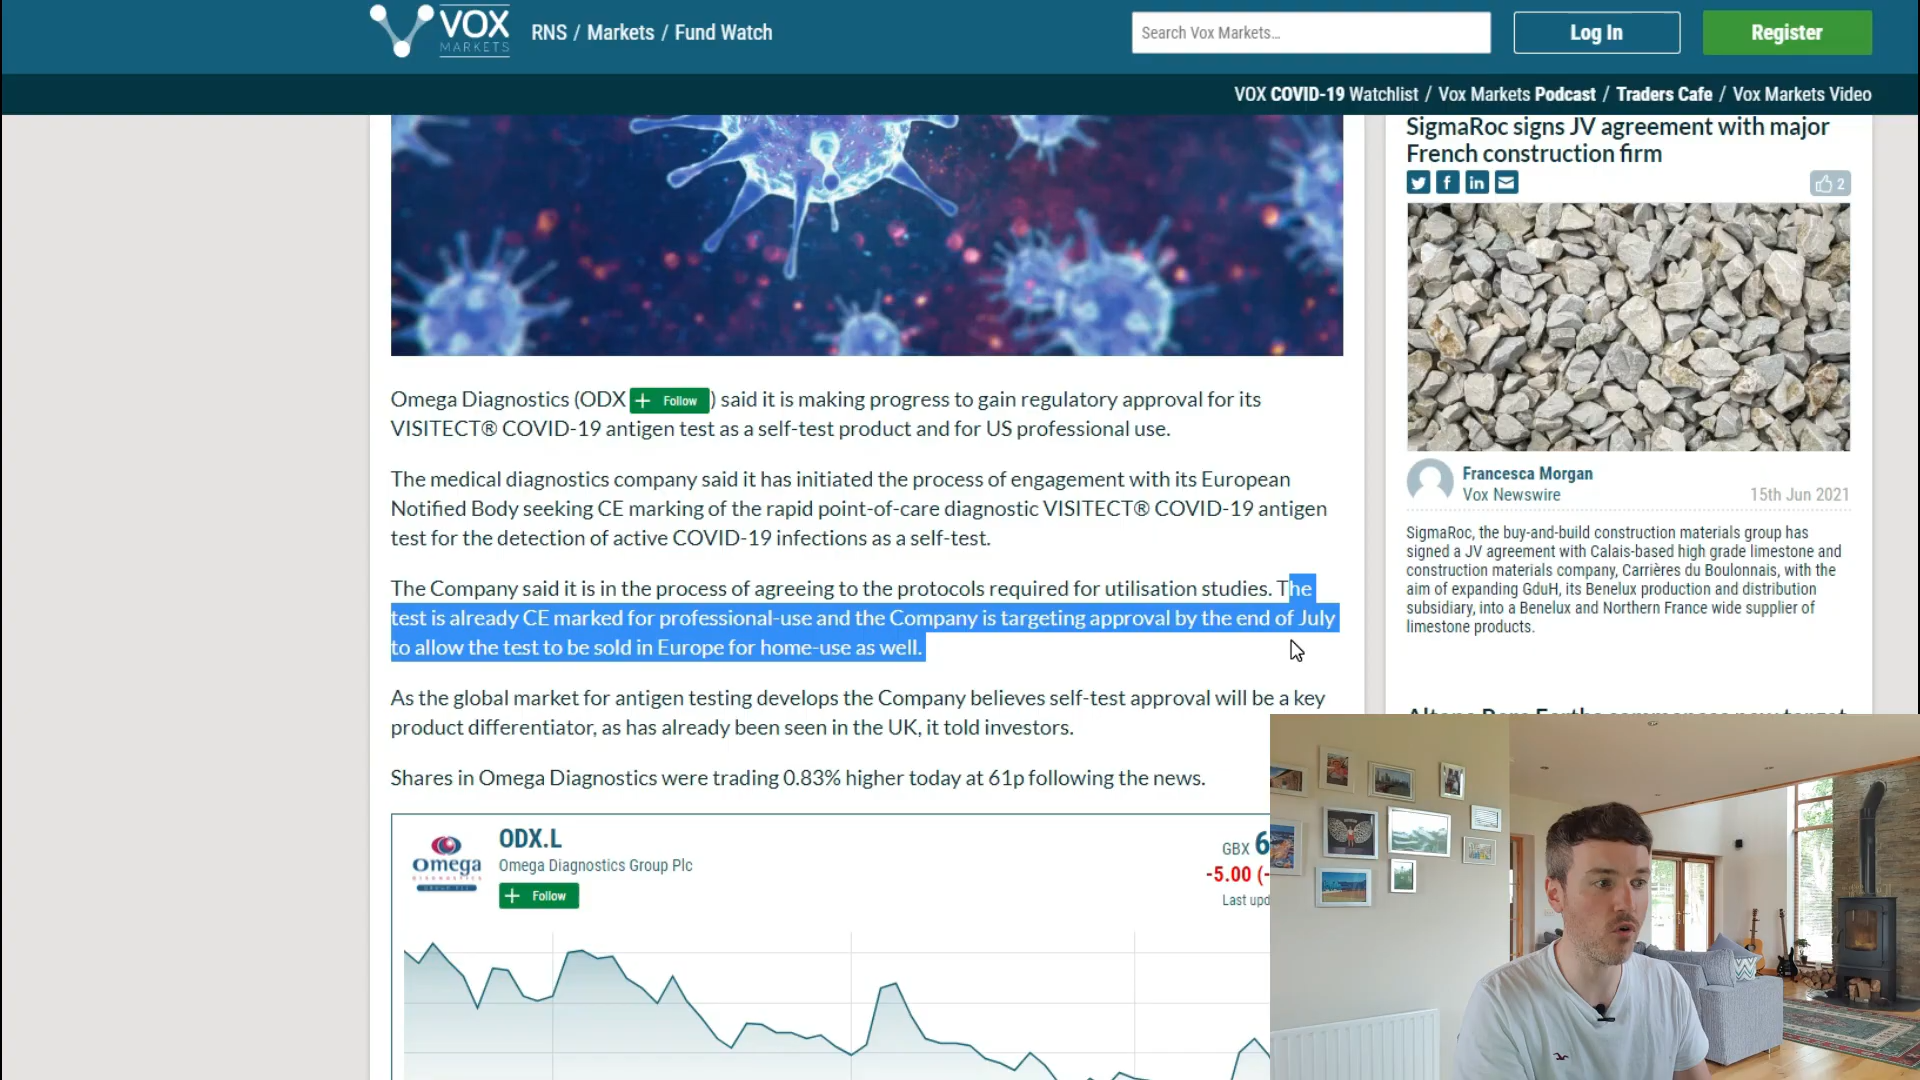 VOX
MARKETS
RNS / Markets / Fund Watch
Search Vox Markets...
Log In
Register
VOX COVID-19 Watchlist / Vox Markets Podcast / Traders Cafe / Vox Markets Video
Omega Diagnostics (ODX + Follow ) said it is making progress to gain regulatory approval for its
VISITECT® COVID-19 antigen test as a self-test product and for US professional use.
The medical diagnostics company said it has initiated the process of engagement with its European
Notified Body seeking CE marking of the rapid point-of-care diagnostic VISITECT® COVID-19 antigen
test for the detection of active COVID-19 infections as a self-test.
The Company said it is in the process of agreeing to the protocols required for utilisation studies. The
test is already CE marked for professional-use and the Company is targeting approval by the end of July
to allow the test to be sold in Europe for home-use as well.
As the global market for antigen testing develops the Company believes self-test approval will be a key
product differentiator, as has already been seen in the UK, it told investors.
Shares in Omega Diagnostics were trading 0.83% higher today at 61p following the news.
Omega
DIAGNOSTICS
ODX.L
Omega Diagnostics Group Plc
+ Follow
GBX 6
-5.00 (-
Last upd
SigmaRoc signs JV agreement with major
French construction firm
2
Francesca Morgan
Vox Newswire
15th Jun 2021
SigmaRoc, the buy-and-build construction materials group has
signed a JV agreement with Calais-based high grade limestone and
construction materials company, Carrières du Boulonnais, with the
aim of expanding GduH, its Benelux production and distribution
subsidiary, into a Benelux and Northern France wide supplier of
limestone products.